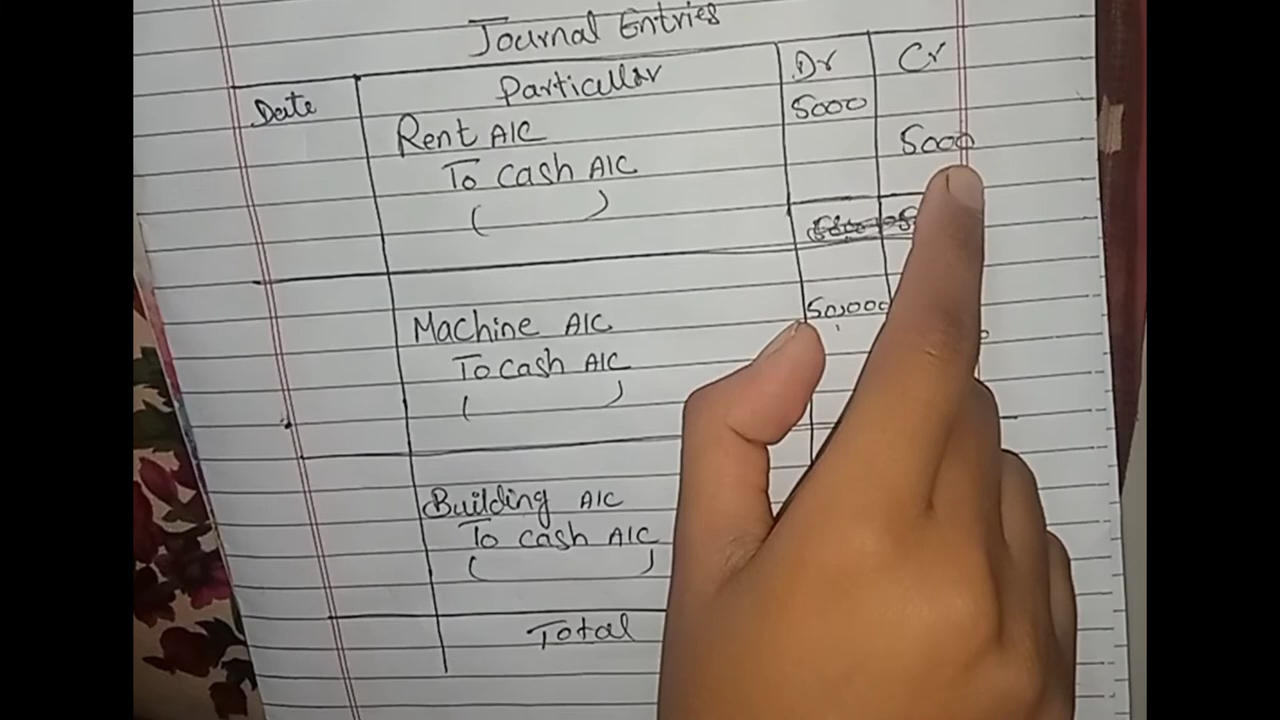 Journal Entries
Date Particular Dr Cr
Rent A/C 5000
To Cash A/C 5000
( )
Machine A/C 50,000
To Cash A/C
( )
Building A/C
To Cash A/C
( )
Total